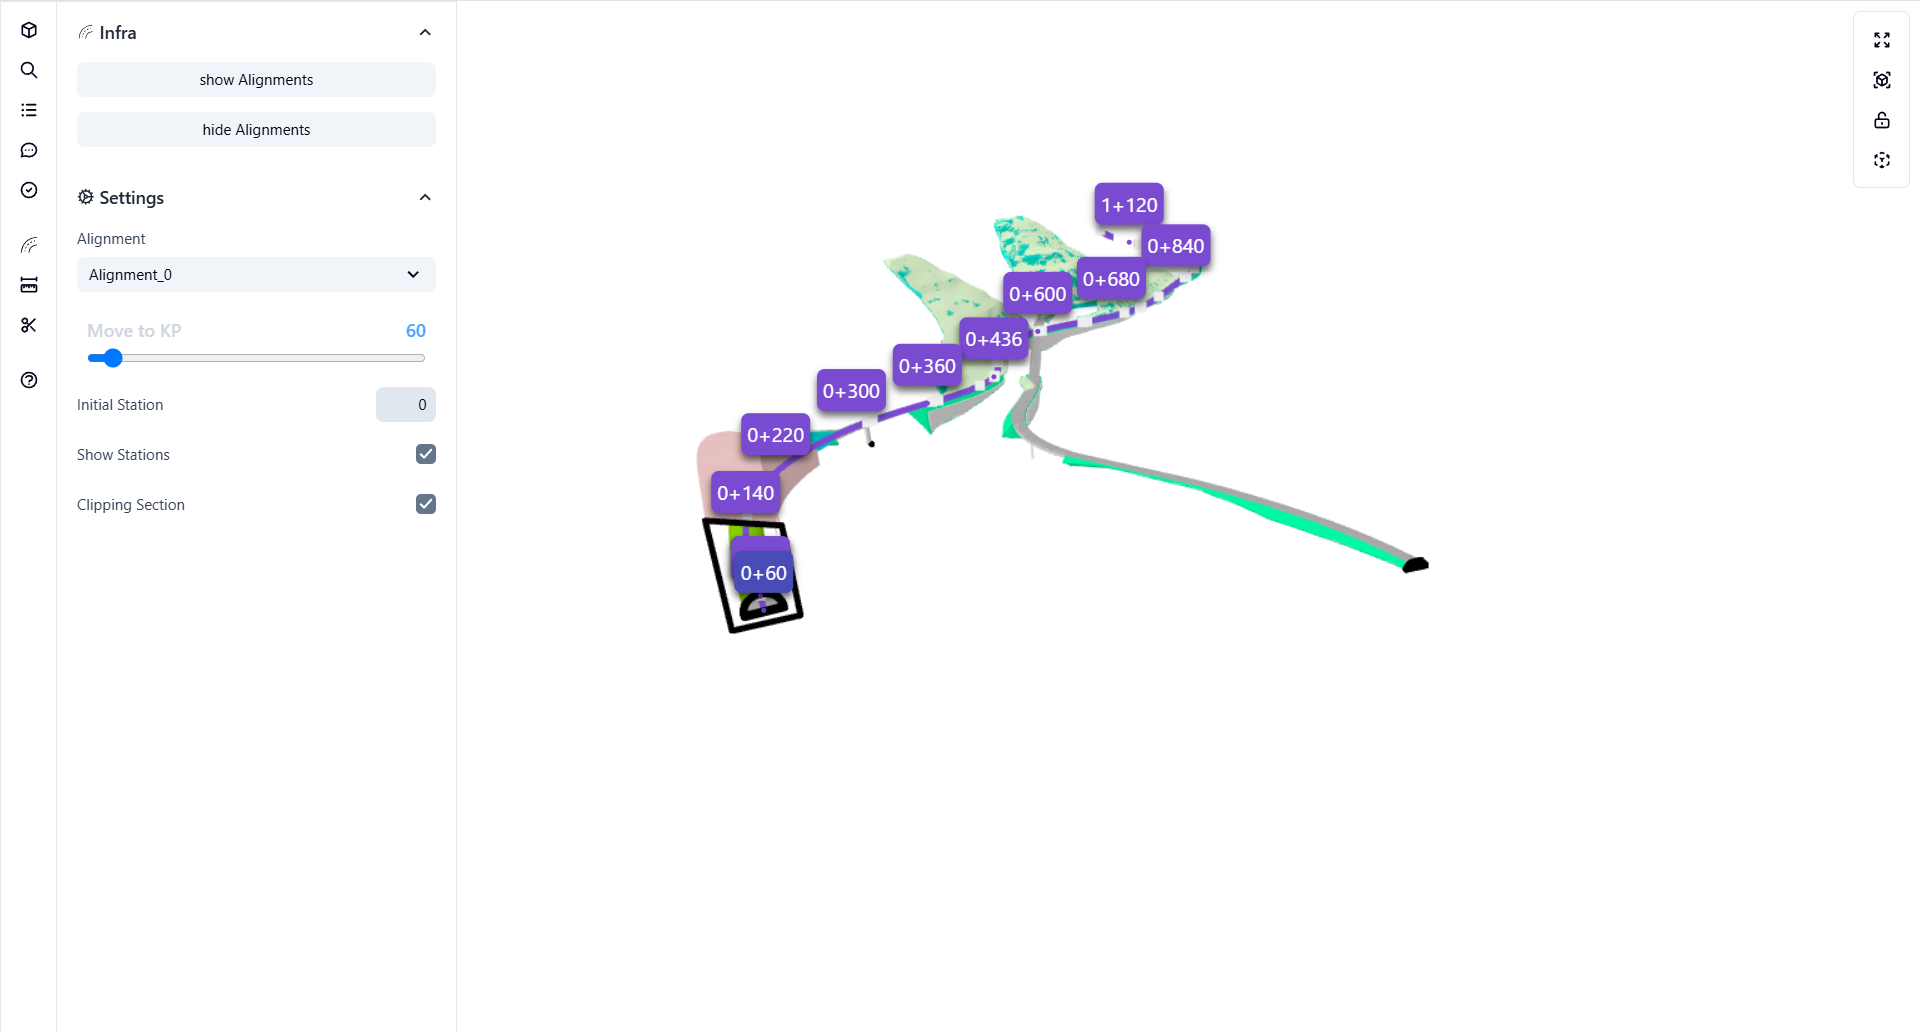 Infra
show Alignments
hide Alignments
Settings
Alignment
Alignment_0
Move to KP 60
Initial Station 0
Show Stations
Clipping Section
1+120
0+840
0+680
0+600
0+436
0+360
0+300
0+220
0+140
0+60